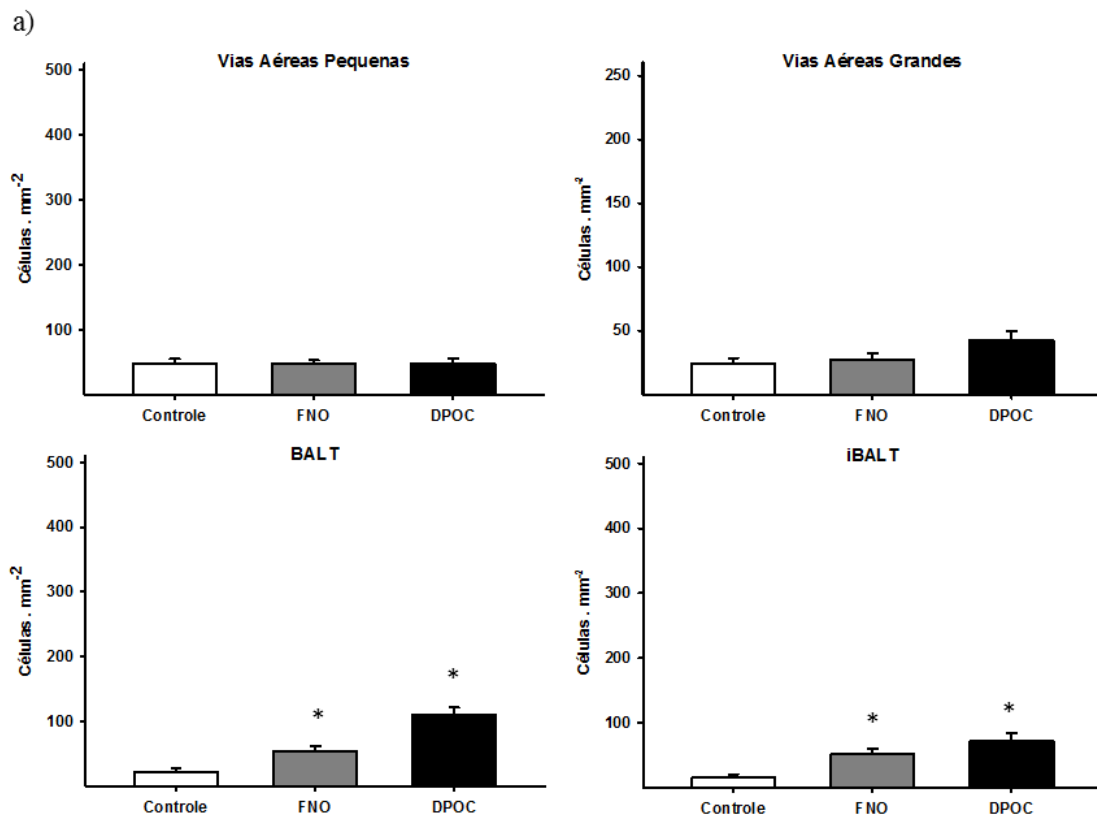 a)
Vias Aéreas Pequenas
500
400
300
200
100
Células . mm-2
Controle FNO DPOC
Vias Aéreas Grandes
250
200
150
100
50
Células . mm-2
Controle FNO DPOC
BALT
500
400
300
200
100
Células . mm-2
* *
Controle FNO DPOC
iBALT
500
400
300
200
100
Células . mm-2
* *
Controle FNO DPOC